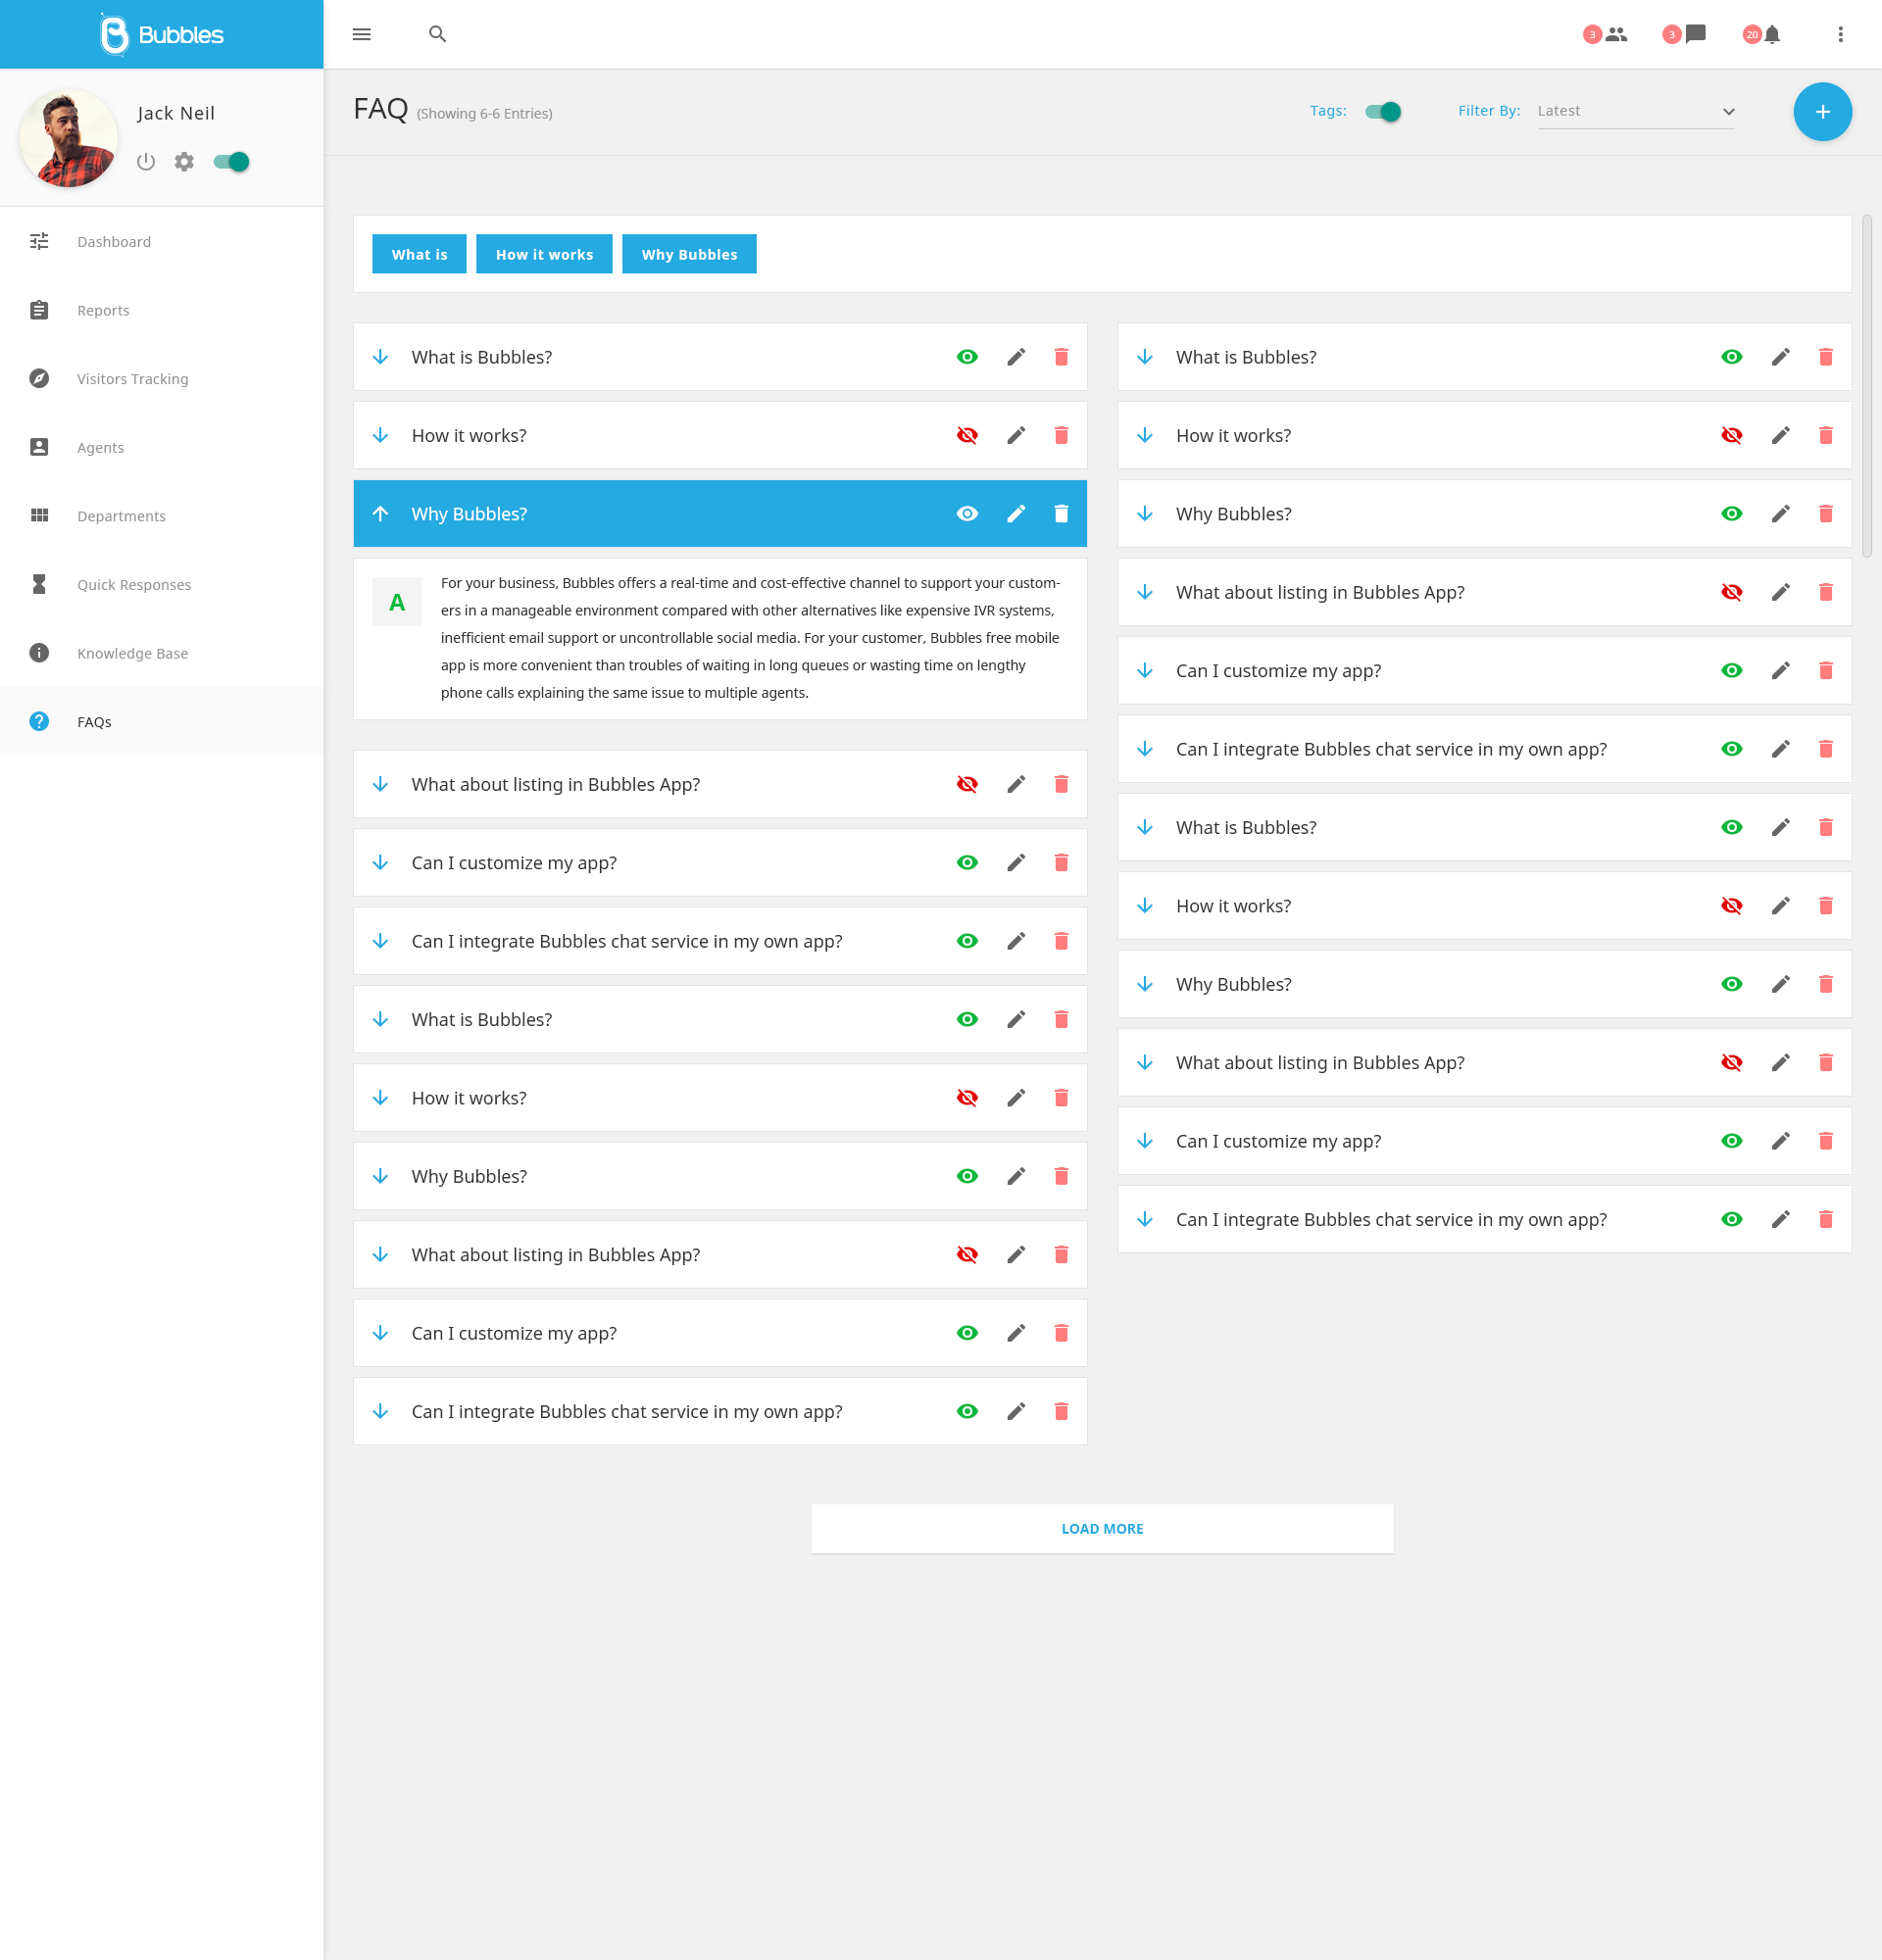 Bubbles
3
3
20
Jack Neil
Dashboard
Reports
Visitors Tracking
Agents
Departments
Quick Responses
Knowledge Base
FAQs
FAQ (Showing 6-6 Entries)
Tags:
Filter By: Latest
What is
How it works
Why Bubbles
What is Bubbles?
How it works?
Why Bubbles?
A
For your business, Bubbles offers a real-time and cost-effective channel to support your custom-
ers in a manageable environment compared with other alternatives like expensive IVR systems,
inefficient email support or uncontrollable social media. For your customer, Bubbles free mobile
app is more convenient than troubles of waiting in long queues or wasting time on lengthy
phone calls explaining the same issue to multiple agents.
What about listing in Bubbles App?
Can I customize my app?
Can I integrate Bubbles chat service in my own app?
What is Bubbles?
How it works?
Why Bubbles?
What about listing in Bubbles App?
Can I customize my app?
Can I integrate Bubbles chat service in my own app?
What is Bubbles?
How it works?
Why Bubbles?
What about listing in Bubbles App?
Can I customize my app?
Can I integrate Bubbles chat service in my own app?
What is Bubbles?
How it works?
Why Bubbles?
What about listing in Bubbles App?
Can I customize my app?
Can I integrate Bubbles chat service in my own app?
LOAD MORE